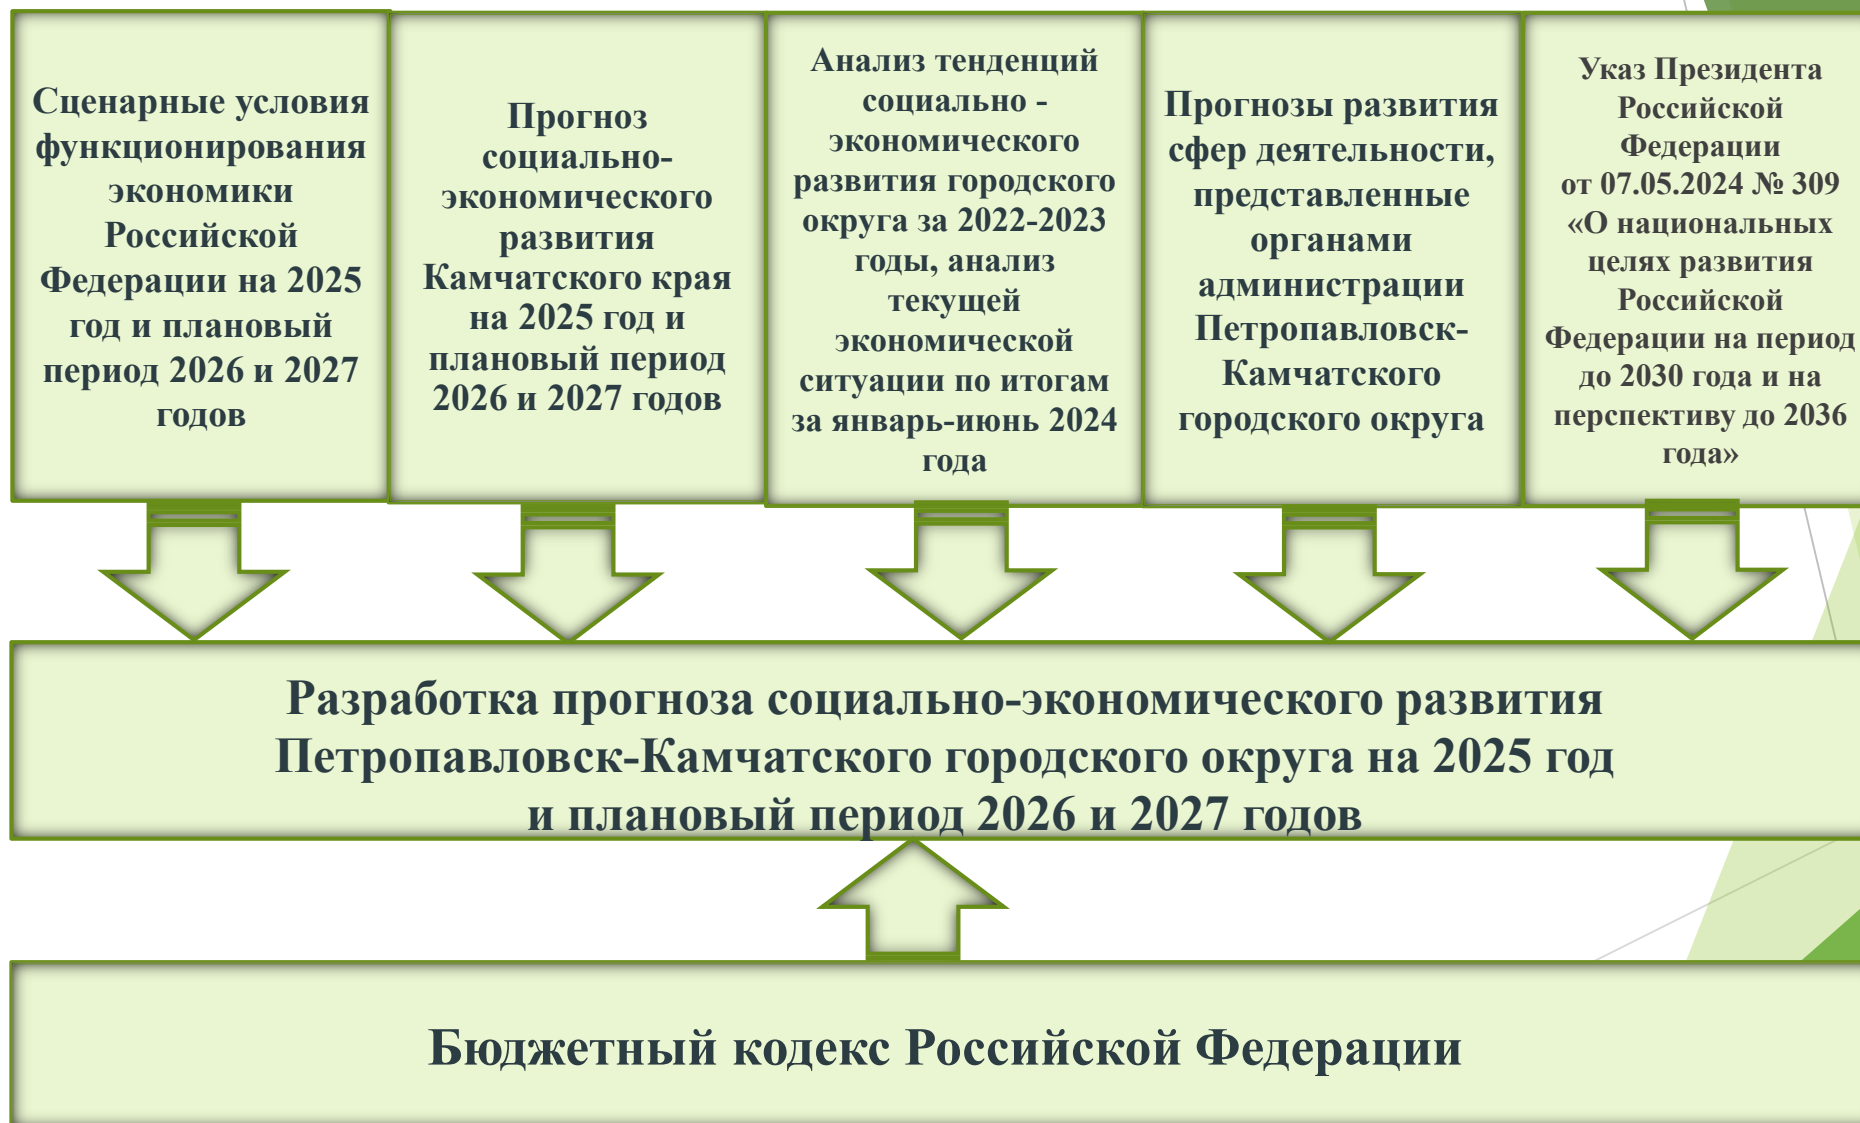 Сценарные условия
функционирования
экономики
Российской
Федерации на 2025
год и плановый
период 2026 и 2027
годов
Прогноз
социально-
экономического
развития
Камчатского края
на 2025 год и
плановый период
2026 и 2027 годов
Анализ тенденций
социально -
экономического
развития городского
округа за 2022-2023
годы, анализ
текущей
экономической
ситуации по итогам
за январь-июнь 2024
года
Прогнозы развития
сфер деятельности,
представленные
органами
администрации
Петропавловск-
Камчатского
городского округа
Указ Президента
Российской
Федерации
от 07.05.2024 № 309
«О национальных
целях развития
Российской
Федерации на период
до 2030 года и на
перспективу до 2036
года»
Разработка прогноза социально-экономического развития
Петропавловск-Камчатского городского округа на 2025 год
и плановый период 2026 и 2027 годов
Бюджетный кодекс Российской Федерации